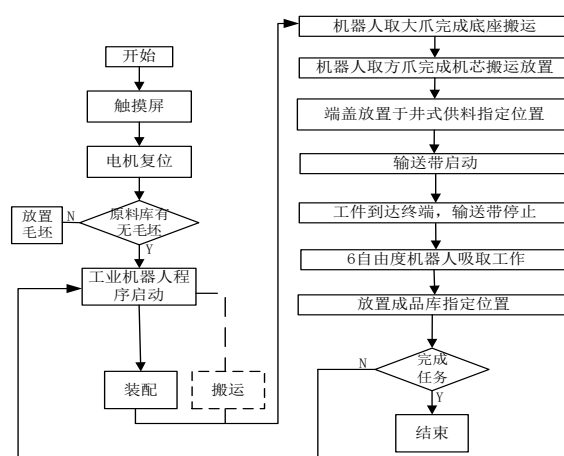 开始
触摸屏
电机复位
放置
毛坯
N
原料库有
无毛坯
Y
工业机器人程
序启动
装配
搬运
机器人取大爪完成底座搬运
机器人取方爪完成机芯搬运放置
端盖放置于井式供料指定位置
输送带启动
工件到达终端，输送带停止
6自由度机器人吸取工作
放置成品库指定位置
N
完成
任务
Y
结束